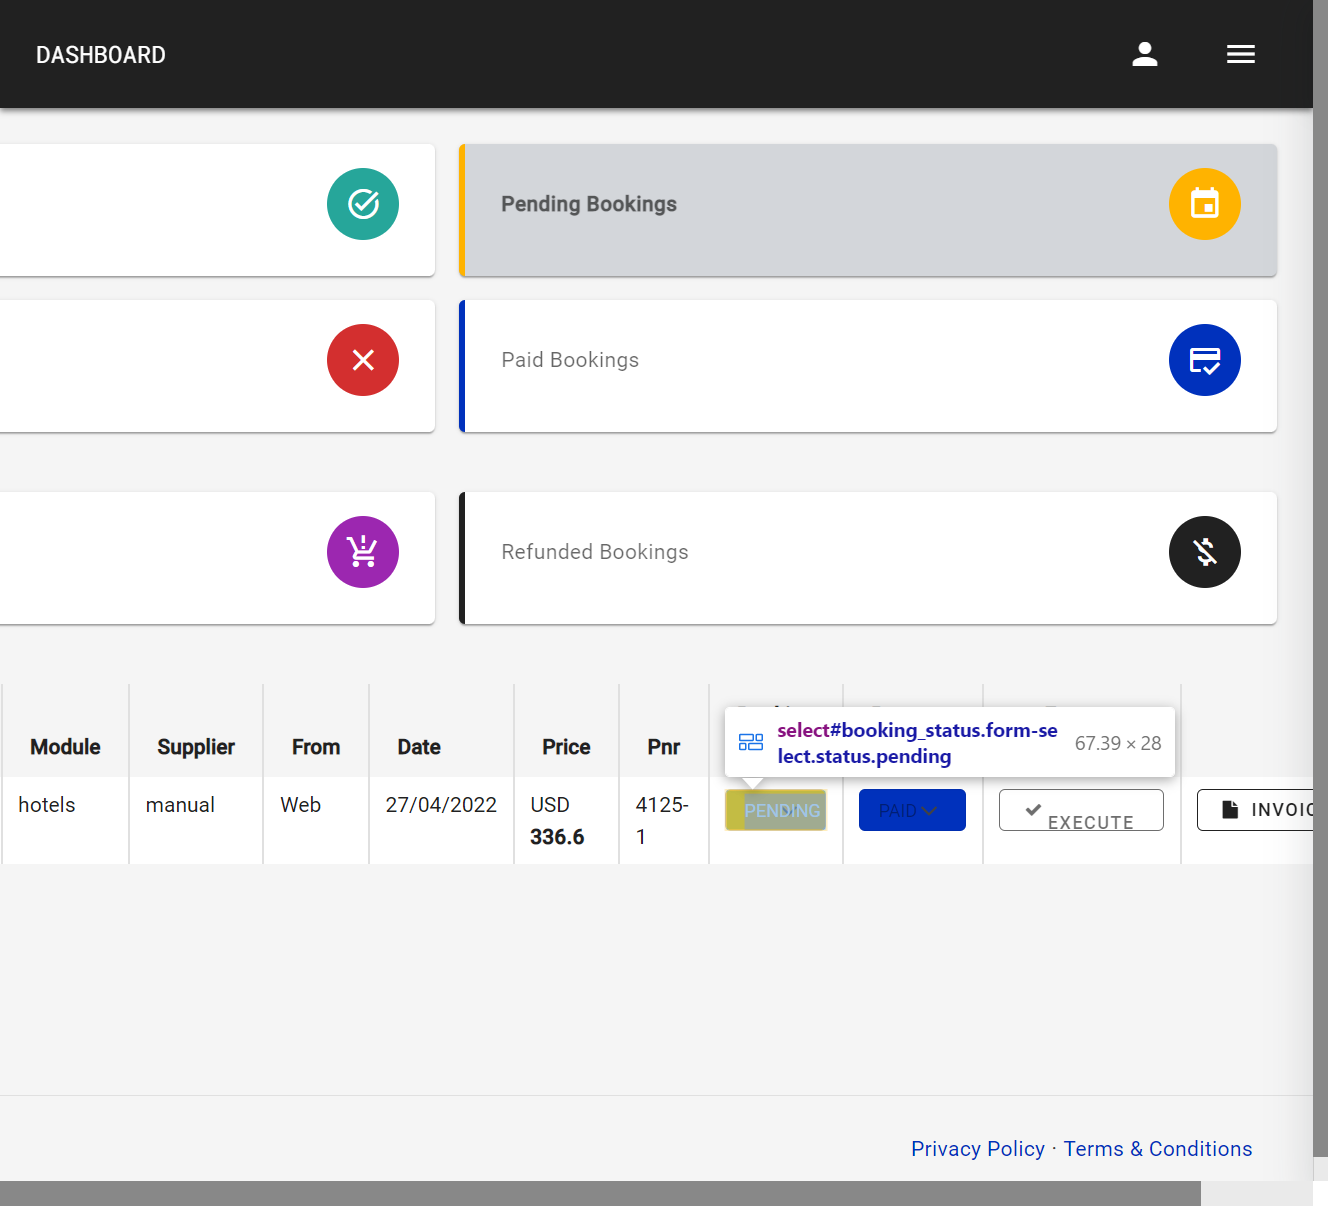 DASHBOARD
Pending Bookings
Paid Bookings
Refunded Bookings
Module Supplier From Date Price Pnr
select#booking_status.form-se
lect.status.pending
67.39 × 28
hotels manual Web 27/04/2022 USD 4125- PENDING PAID EXECUTE INVOIC
336.6 1
Privacy Policy · Terms & Conditions